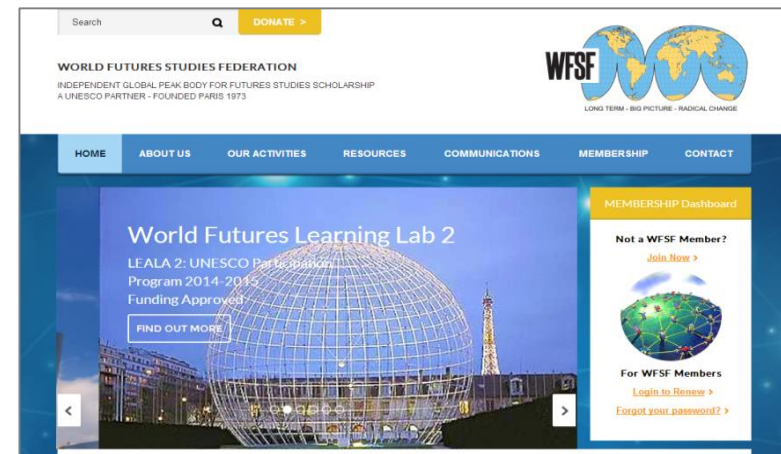 Search
DONATE >
WORLD FUTURES STUDIES FEDERATION
INDEPENDENT GLOBAL PEAK BODY FOR FUTURES STUDIES SCHOLARSHIP
A UNESCO PARTNER - FOUNDED PARIS 1973
WFSF
LONG TERM - BIG PICTURE - RADICAL CHANGE
HOME ABOUT US OUR ACTIVITIES RESOURCES COMMUNICATIONS MEMBERSHIP CONTACT
World Futures Learning Lab 2
LEALA 2: UNESCO Participation
Program 2014-2015
Funding Approved
FIND OUT MORE
MEMBERSHIP Dashboard
Not a WFSF Member?
Join Now >
For WFSF Members
Login to Renew >
Forgot your password? >